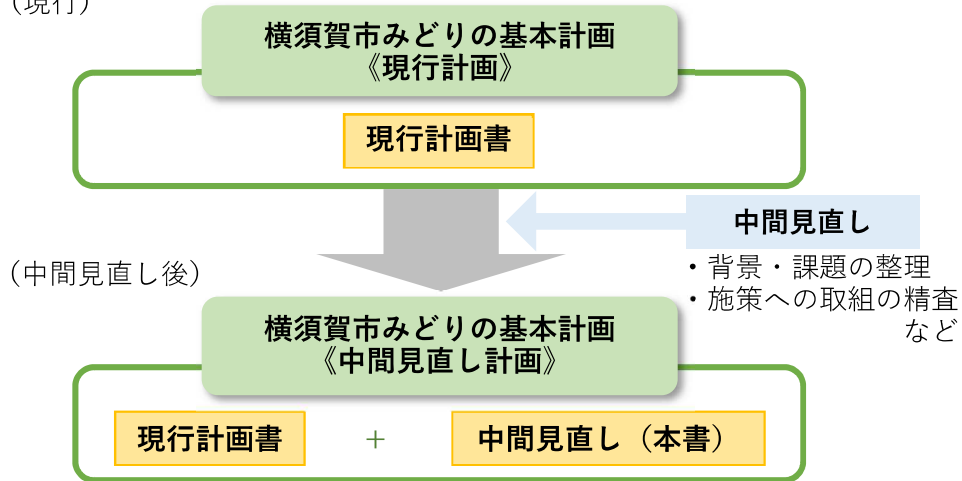 （現行）
横須賀市みどりの基本計画
《現行計画》
現行計画書
中間見直し
・背景・課題の整理
・施策への取組の精査
など
（中間見直し後）
横須賀市みどりの基本計画
《中間見直し計画》
現行計画書 + 中間見直し（本書）